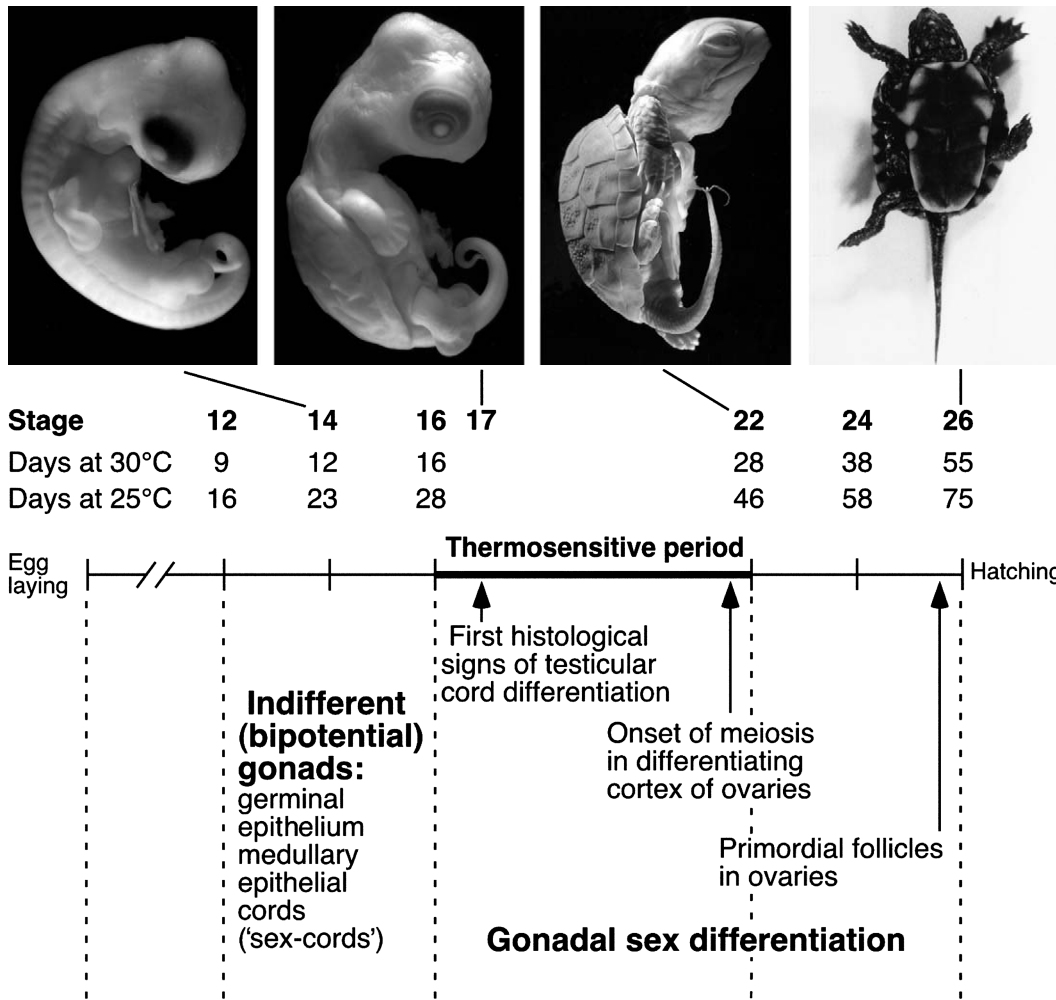 Stage 12 14 16 17 22 24 26
Days at 30°C 9 12 16 28 38 55
Days at 25°C 16 23 28 46 58 75
Thermosensitive period
Egg
laying
Hatching
First histological
signs of testicular
cord differentiation
Indifferent
(bipotential)
gonads:
germinal
epithelium
medullary
epithelial
cords
(‘sex-cords’)
Onset of meiosis
in differentiating
cortex of ovaries
Primordial follicles
in ovaries
Gonadal sex differentiation